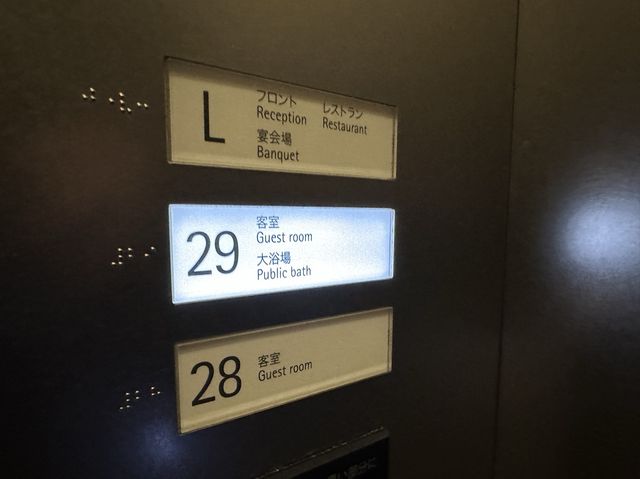 L
フロント レストラン
Reception Restaurant
宴会場
Banquet
29
客室
Guest room
大浴場
Public bath
28
客室
Guest room